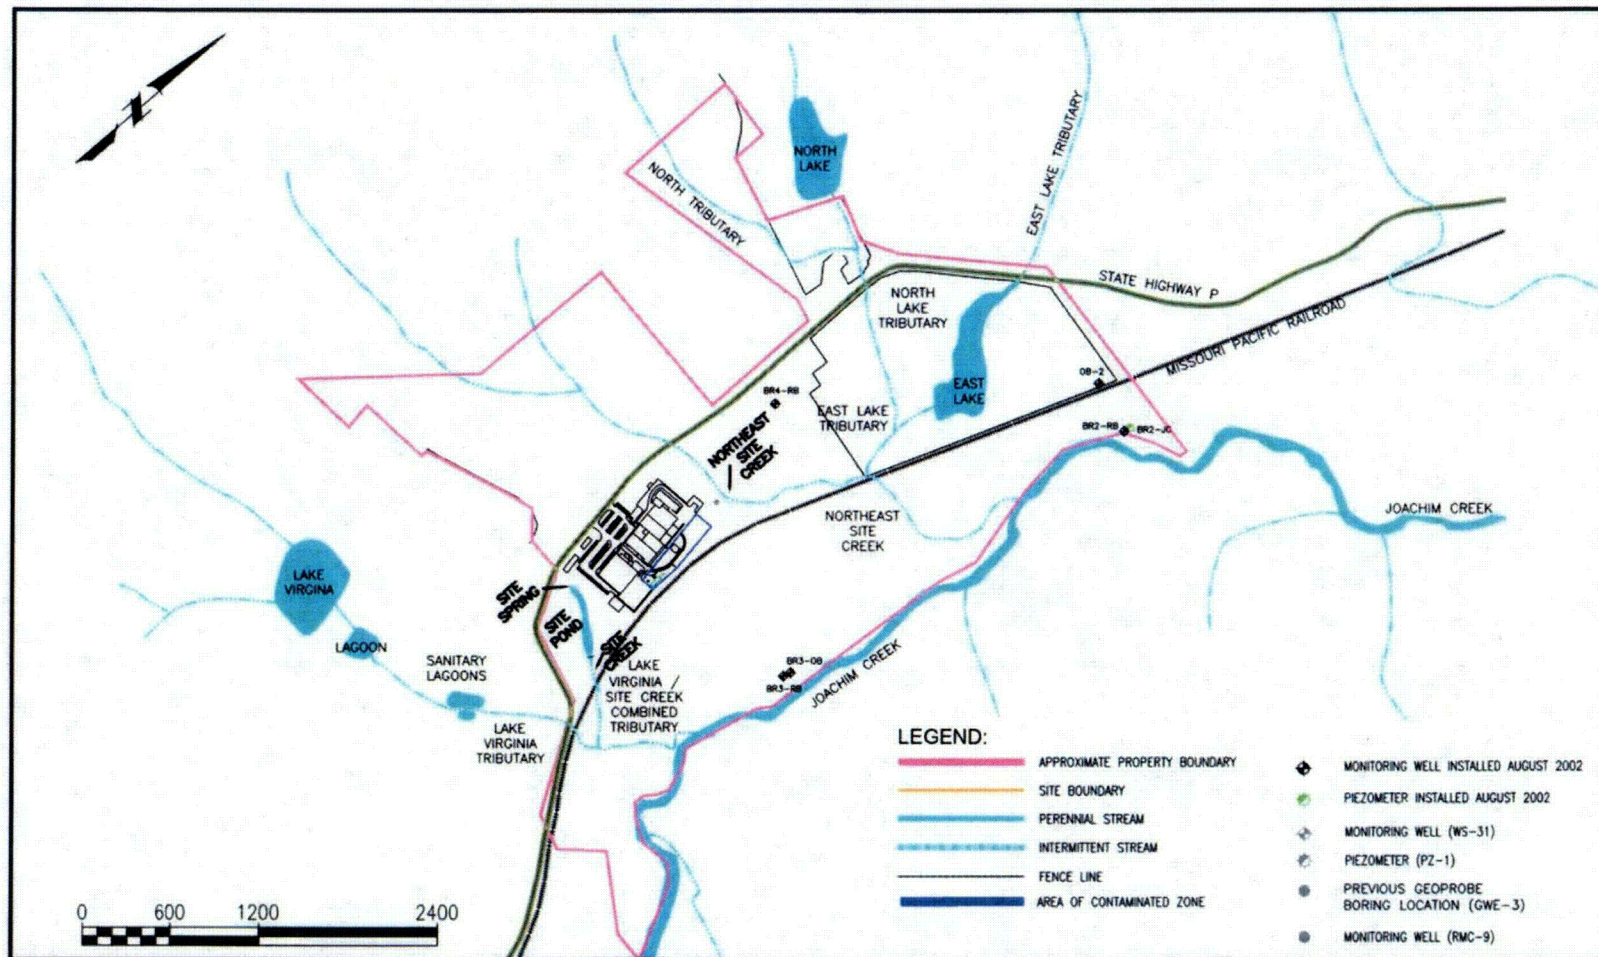 N
NORTH
LAKE
NORTH TRIBUTARY
EAST LAKE TRIBUTARY
STATE HIGHWAY P
NORTH
LAKE
TRIBUTARY
MISSOURI PACIFIC RAILROAD
OB-2
EAST
LAKE
BR4-RB
EAST LAKE
TRIBUTARY
BR2-RB
BR2-JC
NORTHEAST
SITE
CREEK
NORTHEAST
SITE
CREEK
JOACHIM CREEK
LAKE
VIRGINA
LAGOON
SITE
SPRING
SITE
POND
SITE
CREEK
SANITARY
LAGOONS
LAKE
VIRGINIA /
SITE CREEK
COMBINED
TRIBUTARY
BR3-OB
BR3-RB
JOACHIM CREEK
LAKE
VIRGINIA
TRIBUTARY
LEGEND:
APPROXIMATE PROPERTY BOUNDARY
SITE BOUNDARY
PERENNIAL STREAM
INTERMITTENT STREAM
FENCE LINE
AREA OF CONTAMINATED ZONE
MONITORING WELL INSTALLED AUGUST 2002
PIEZOMETER INSTALLED AUGUST 2002
MONITORING WELL (WS-31)
PIEZOMETER (PZ-1)
PREVIOUS GEOPROBE
BORING LOCATION (GWE-3)
MONITORING WELL (RMC-9)
0 600 1200 2400